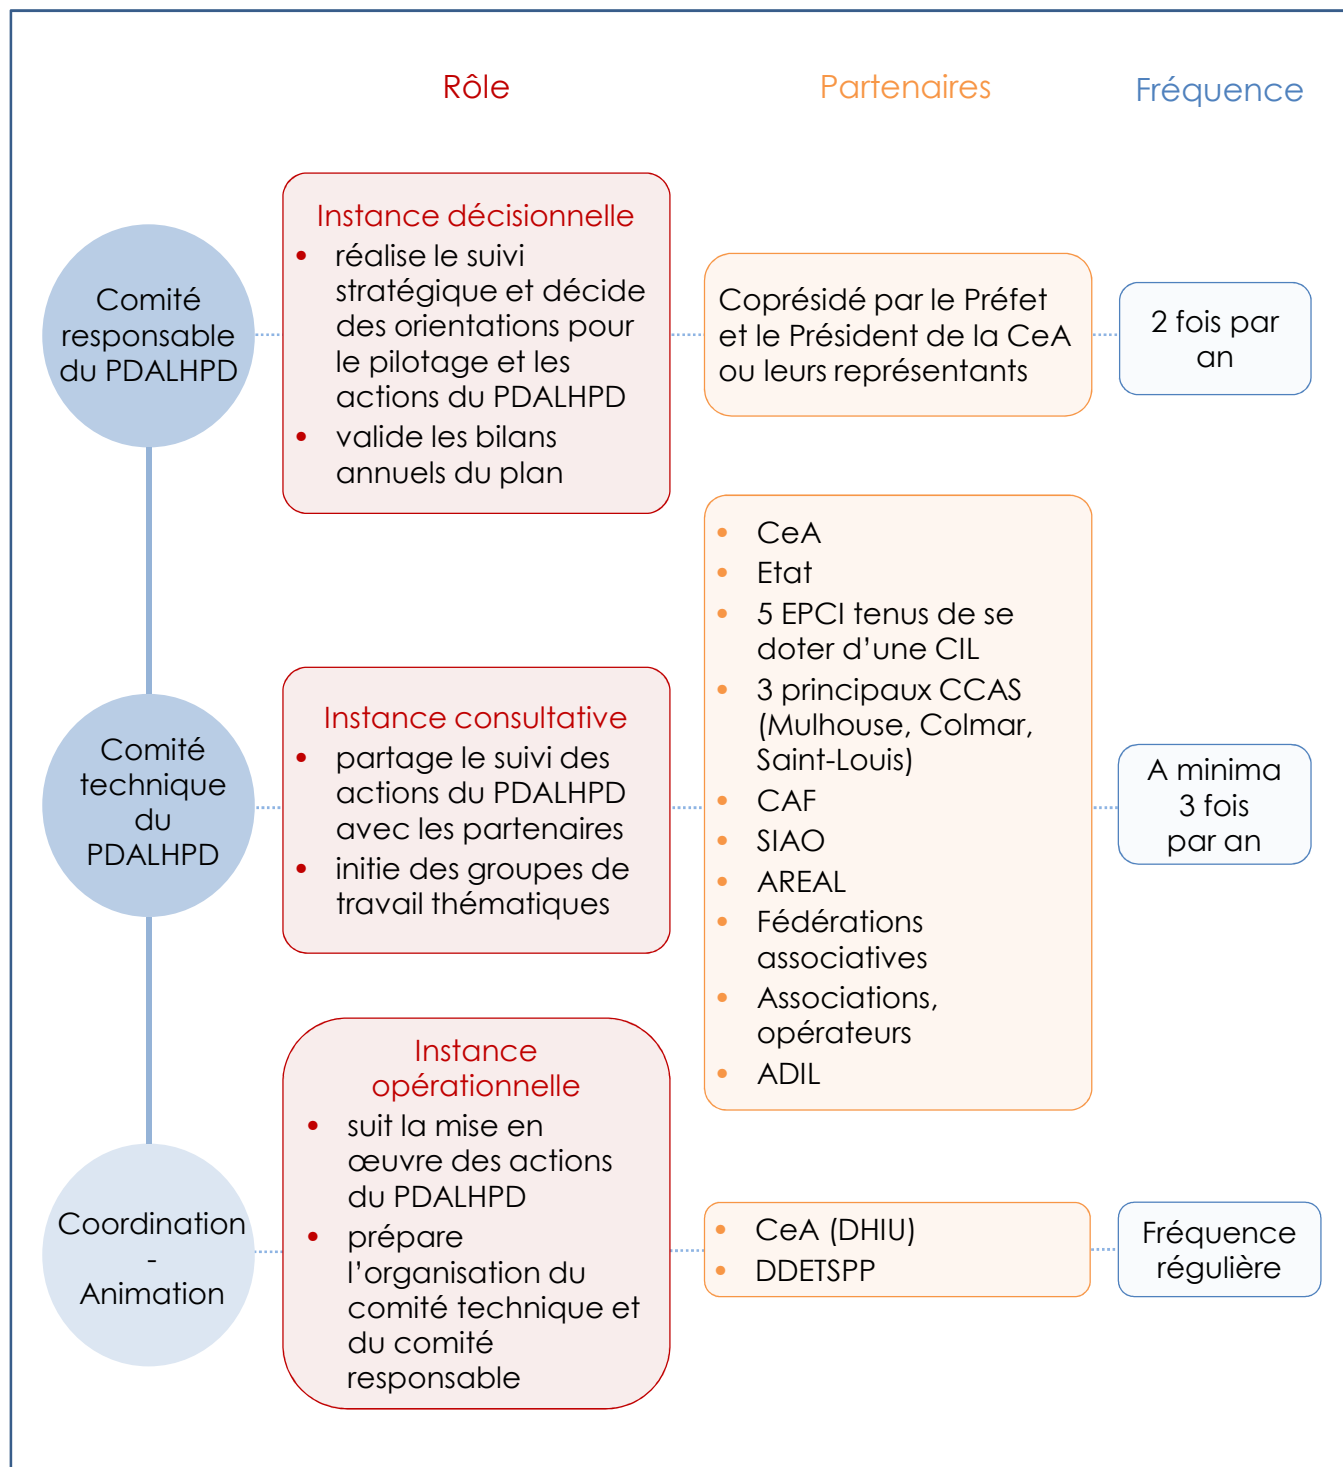 Rôle
Partenaires
Fréquence
Comité
responsable
du PDALHPD
Instance décisionnelle
• réalise le suivi
stratégique et décide
des orientations pour
le pilotage et les
actions du PDALHPD
• valide les bilans
annuels du plan
Coprésidé par le Préfet
et le Président de la CeA
ou leurs représentants
2 fois par
an
Comité
technique
du
PDALHPD
Instance consultative
• partage le suivi des
actions du PDALHPD
avec les partenaires
• initie des groupes de
travail thématiques
• CeA
• Etat
• 5 EPCI tenus de se
doter d’une CIL
• 3 principaux CCAS
(Mulhouse, Colmar,
Saint-Louis)
• CAF
• SIAO
• AREAL
• Fédérations
associatives
• Associations,
opérateurs
• ADIL
A minima
3 fois
par an
Coordination
-
Animation
Instance
opérationnelle
• suit la mise en
œuvre des actions
du PDALHPD
• prépare
l’organisation du
comité technique et
du comité
responsable
• CeA (DHIU)
• DDETSPP
Fréquence
régulière